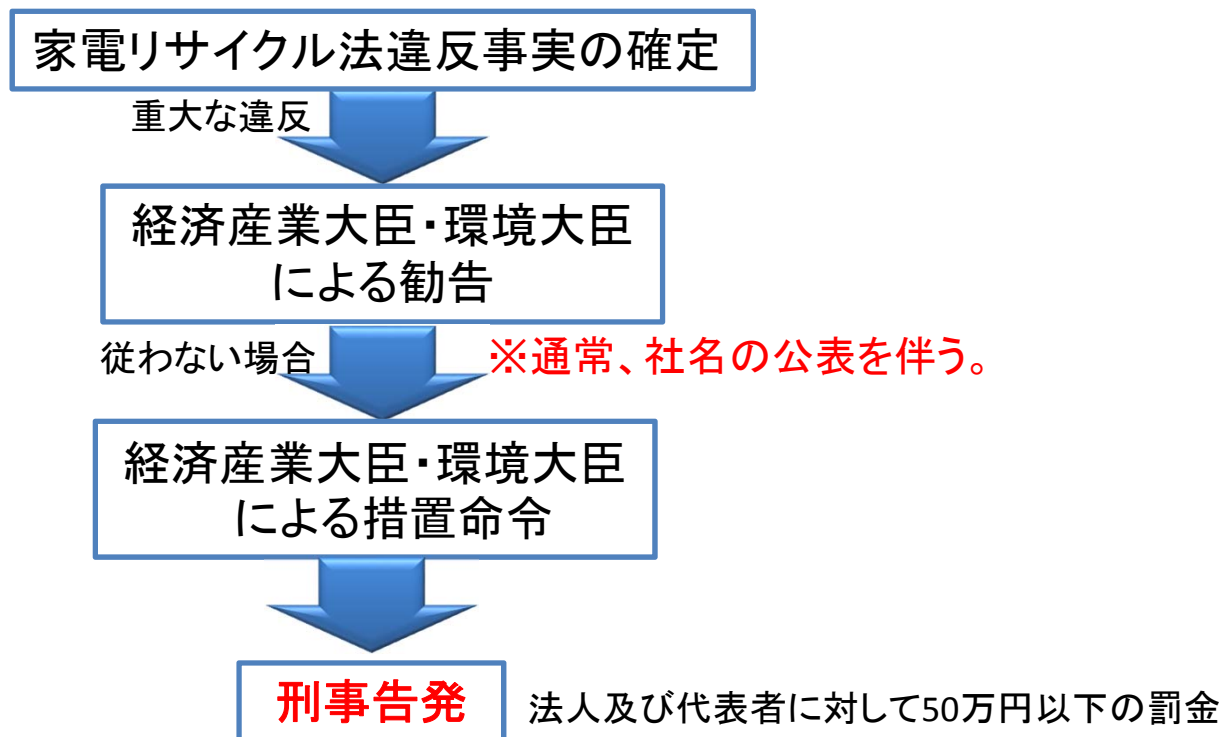 家電リサイクル法違反事実の確定
重大な違反
経済産業大臣・環境大臣
による勧告
従わない場合
※通常、社名の公表を伴う。
経済産業大臣・環境大臣
による措置命令
刑事告発
法人及び代表者に対して50万円以下の罰金